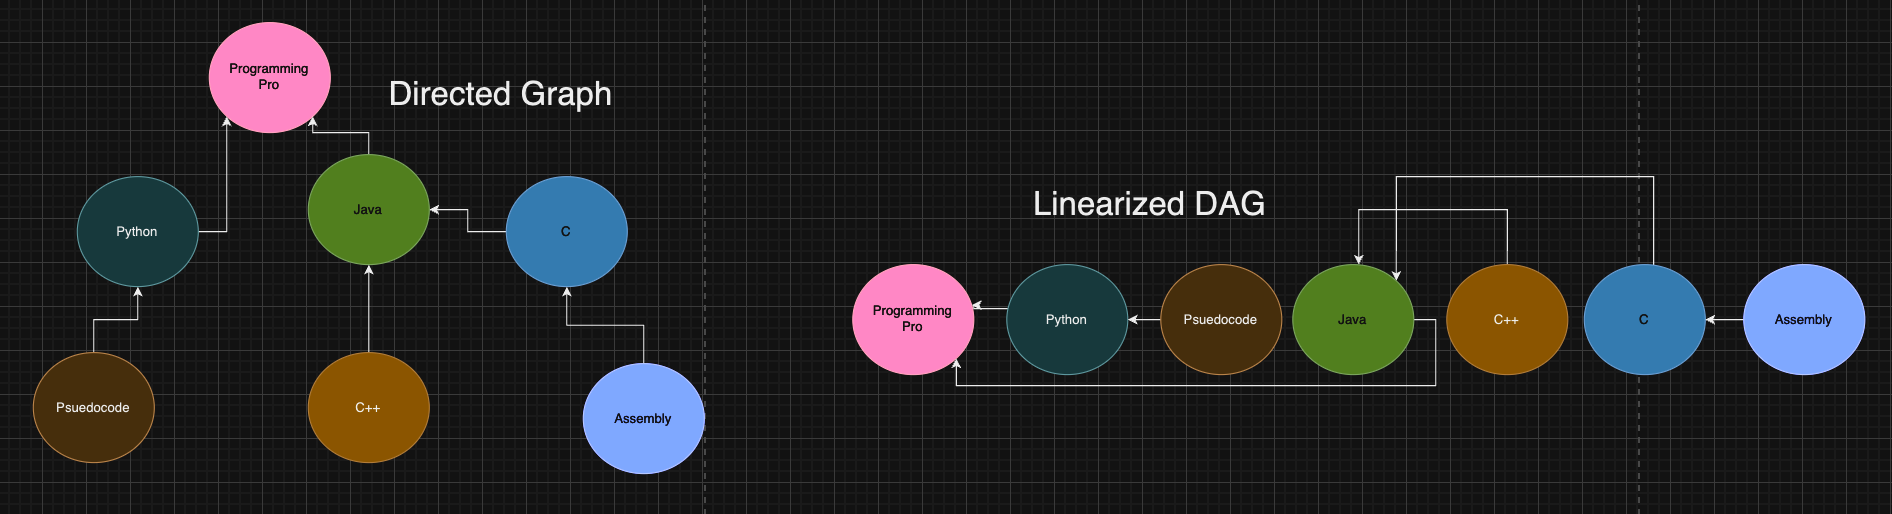 Programming
Pro
Directed Graph
Python
Java
C
Psuedocode
C++
Assembly
Linearized DAG
Programming
Pro
Python
Psuedocode
Java
C++
C
Assembly